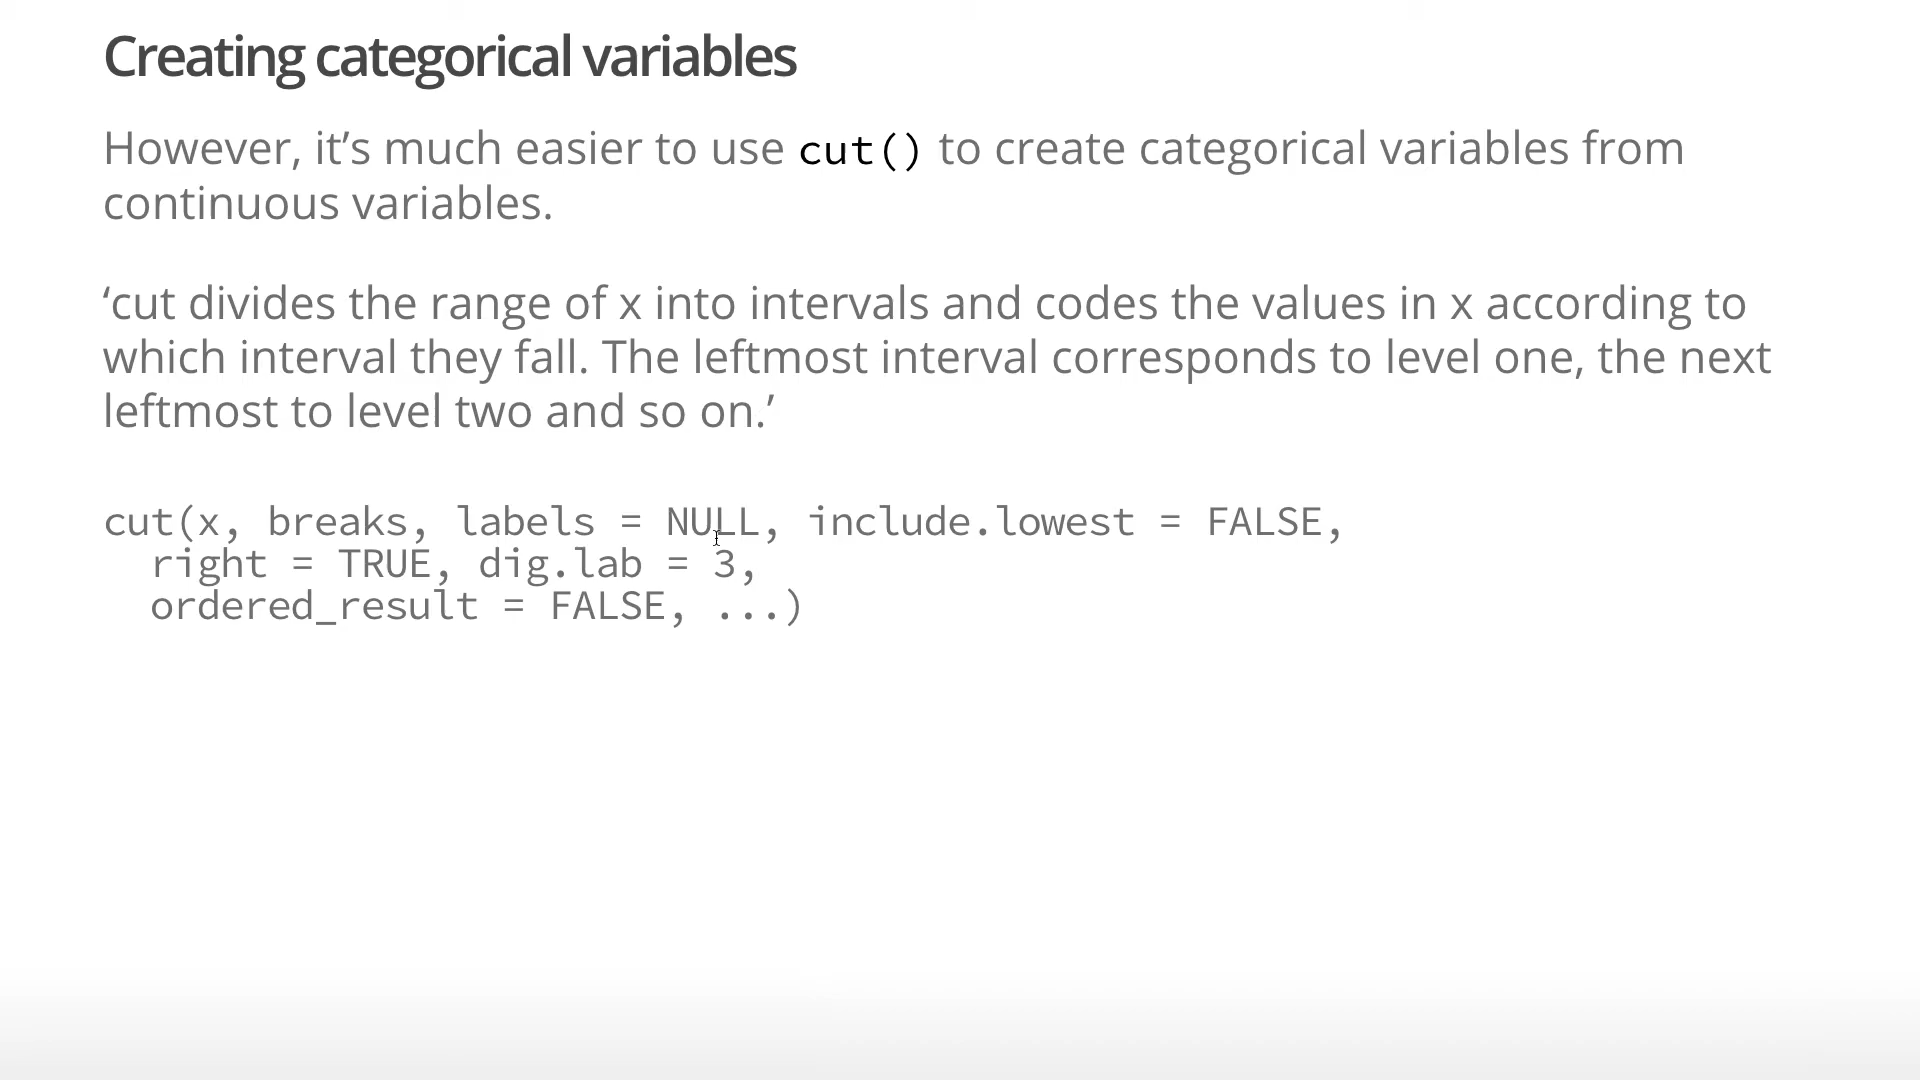 Creating categorical variables
However, it’s much easier to use cut() to create categorical variables from
continuous variables.
‘cut divides the range of x into intervals and codes the values in x according to
which interval they fall. The leftmost interval corresponds to level one, the next
leftmost to level two and so on.’
cut(x, breaks, labels = NULL, include.lowest = FALSE,
right = TRUE, dig.lab = 3,
ordered_result = FALSE, ...)